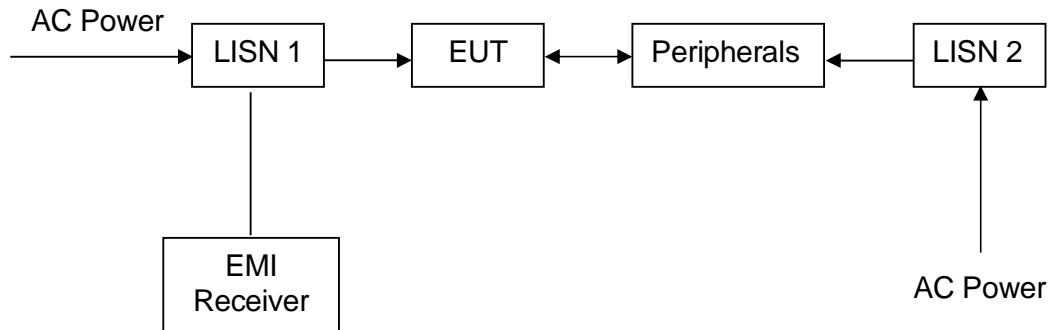 AC Power
LISN 1
EUT
Peripherals
LISN 2
EMI
Receiver
AC Power